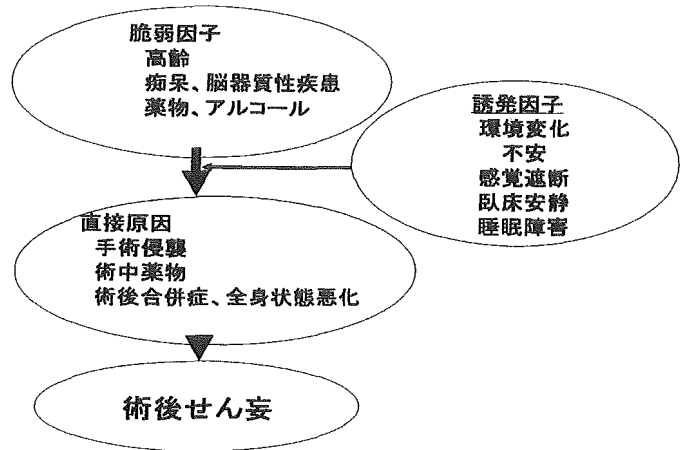 脆弱因子
高齢
痴呆、脳器質性疾患
薬物、アルコール
誘発因子
環境変化
不安
感覚遮断
臥床安静
睡眠障害
直接原因
手術侵襲
術中薬物
術後合併症、全身状態悪化
術後せん妄